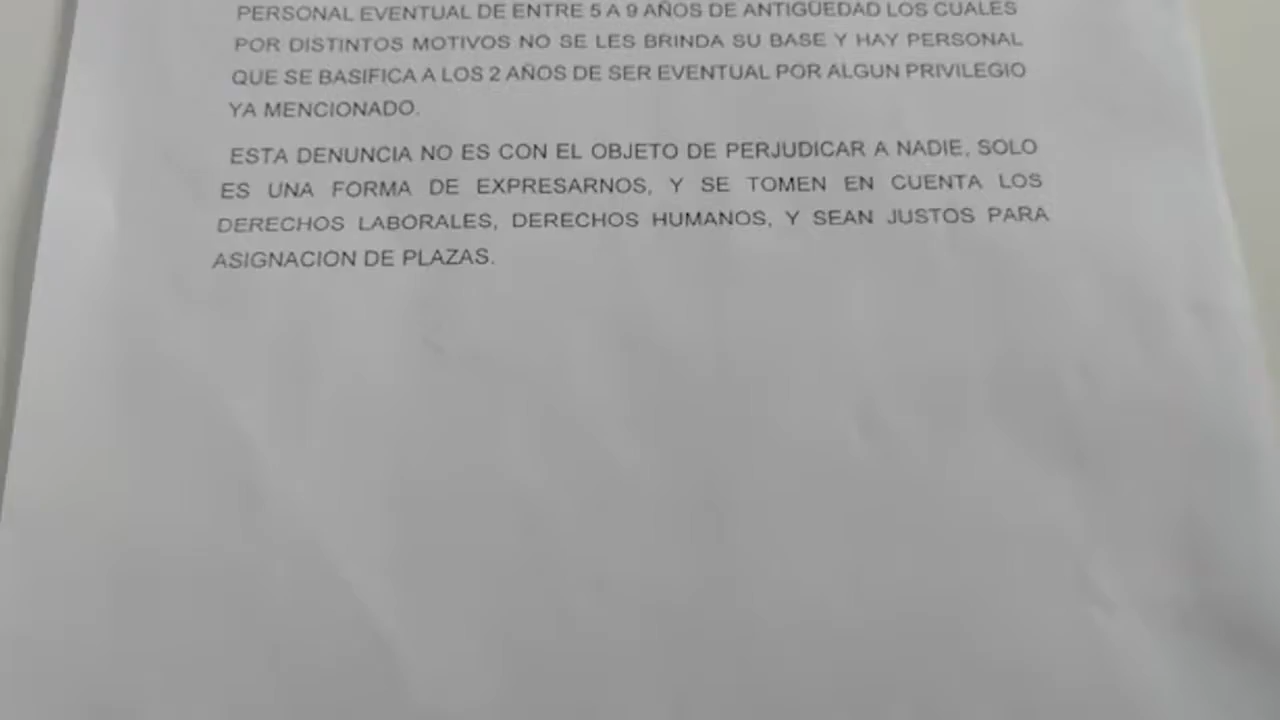 PERSONAL EVENTUAL DE ENTRE 5 A 9 AÑOS DE ANTIGÜEDAD LOS CUALES
POR DISTINTOS MOTIVOS NO SE LES BRINDA SU BASE Y HAY PERSONAL
QUE SE BASIFICA A LOS 2 AÑOS DE SER EVENTUAL POR ALGUN PRIVILEGIO
YA MENCIONADO.
ESTA DENUNCIA NO ES CON EL OBJETO DE PERJUDICAR A NADIE, SOLO
ES UNA FORMA DE EXPRESARNOS, Y SE TOMEN EN CUENTA LOS
DERECHOS LABORALES, DERECHOS HUMANOS, Y SEAN JUSTOS PARA
ASIGNACION DE PLAZAS.